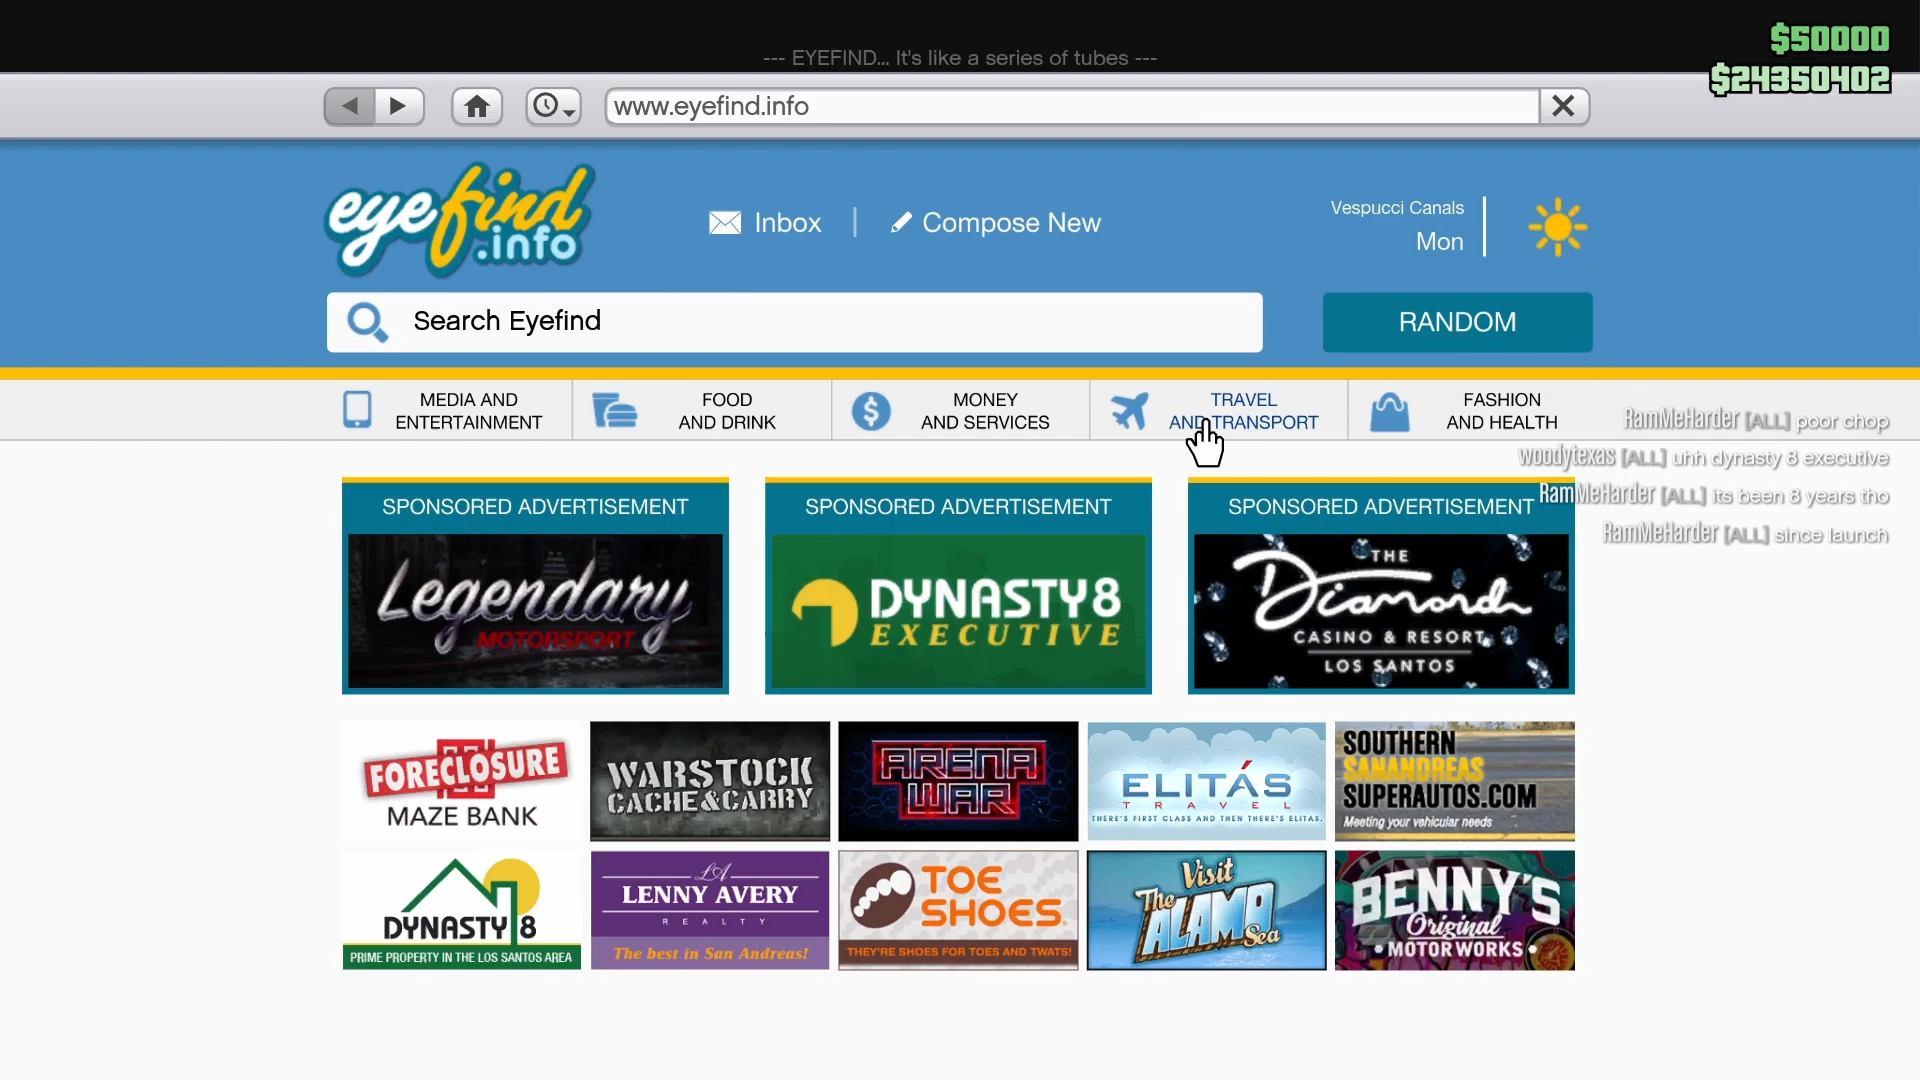 $50000
--- EYEFIND... It's like a series of tubes ---
$24350402
www.eyefind.info
eyefind
.info
Inbox
Compose New
Vespucci Canals
Mon
Search Eyefind
RANDOM
MEDIA AND
ENTERTAINMENT
FOOD
AND DRINK
MONEY
AND SERVICES
TRAVEL
AND TRANSPORT
FASHION
AND HEALTH
RamMeHarder [ALL] poor chop
woodytexas [ALL] uhh dynasty 8 executive
RamMeHarder [ALL] its been 8 years tho
RamMeHarder [ALL] since launch
SPONSORED ADVERTISEMENT
Legendary
MOTORSPORT
SPONSORED ADVERTISEMENT
DYNASTY 8
EXECUTIVE
SPONSORED ADVERTISEMENT
THE
Diamond
CASINO & RESORT
LOS SANTOS
FORECLOSURE
MAZE BANK
WARSTOCK
CACHE&CARRY
ARENA
WAR
ELITÁS
TRAVEL
THERE'S FIRST CLASS AND THEN THERE'S ELITAS.
SOUTHERN
SANANDREAS
SUPERAUTOS.COM
Meeting your vehicular needs
DYNASTY 8
PRIME PROPERTY IN THE LOS SANTOS AREA
LA
LENNY AVERY
REALTY
The best in San Andreas!
TOE
SHOES
THEY'RE SHOES FOR TOES AND TWATS!
Visit
The
ALAMO
Sea
BENNY'S
Original
MOTOR WORKS